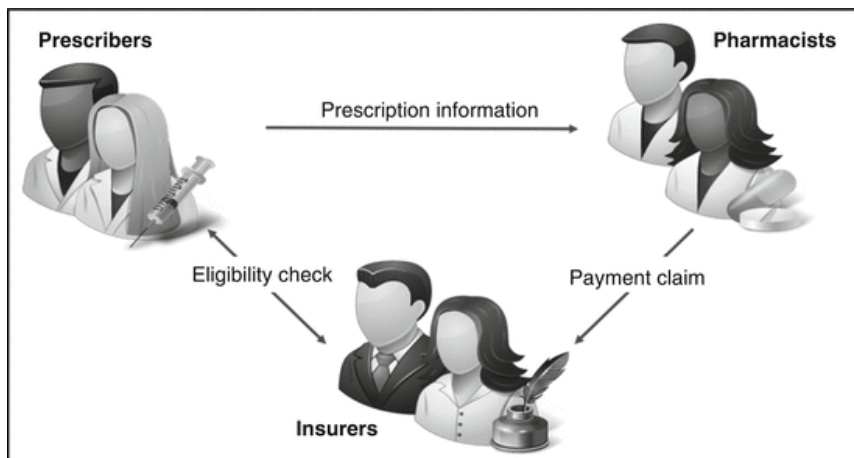 Prescribers
Pharmacists
Prescription information
Eligibility check
Payment claim
Insurers